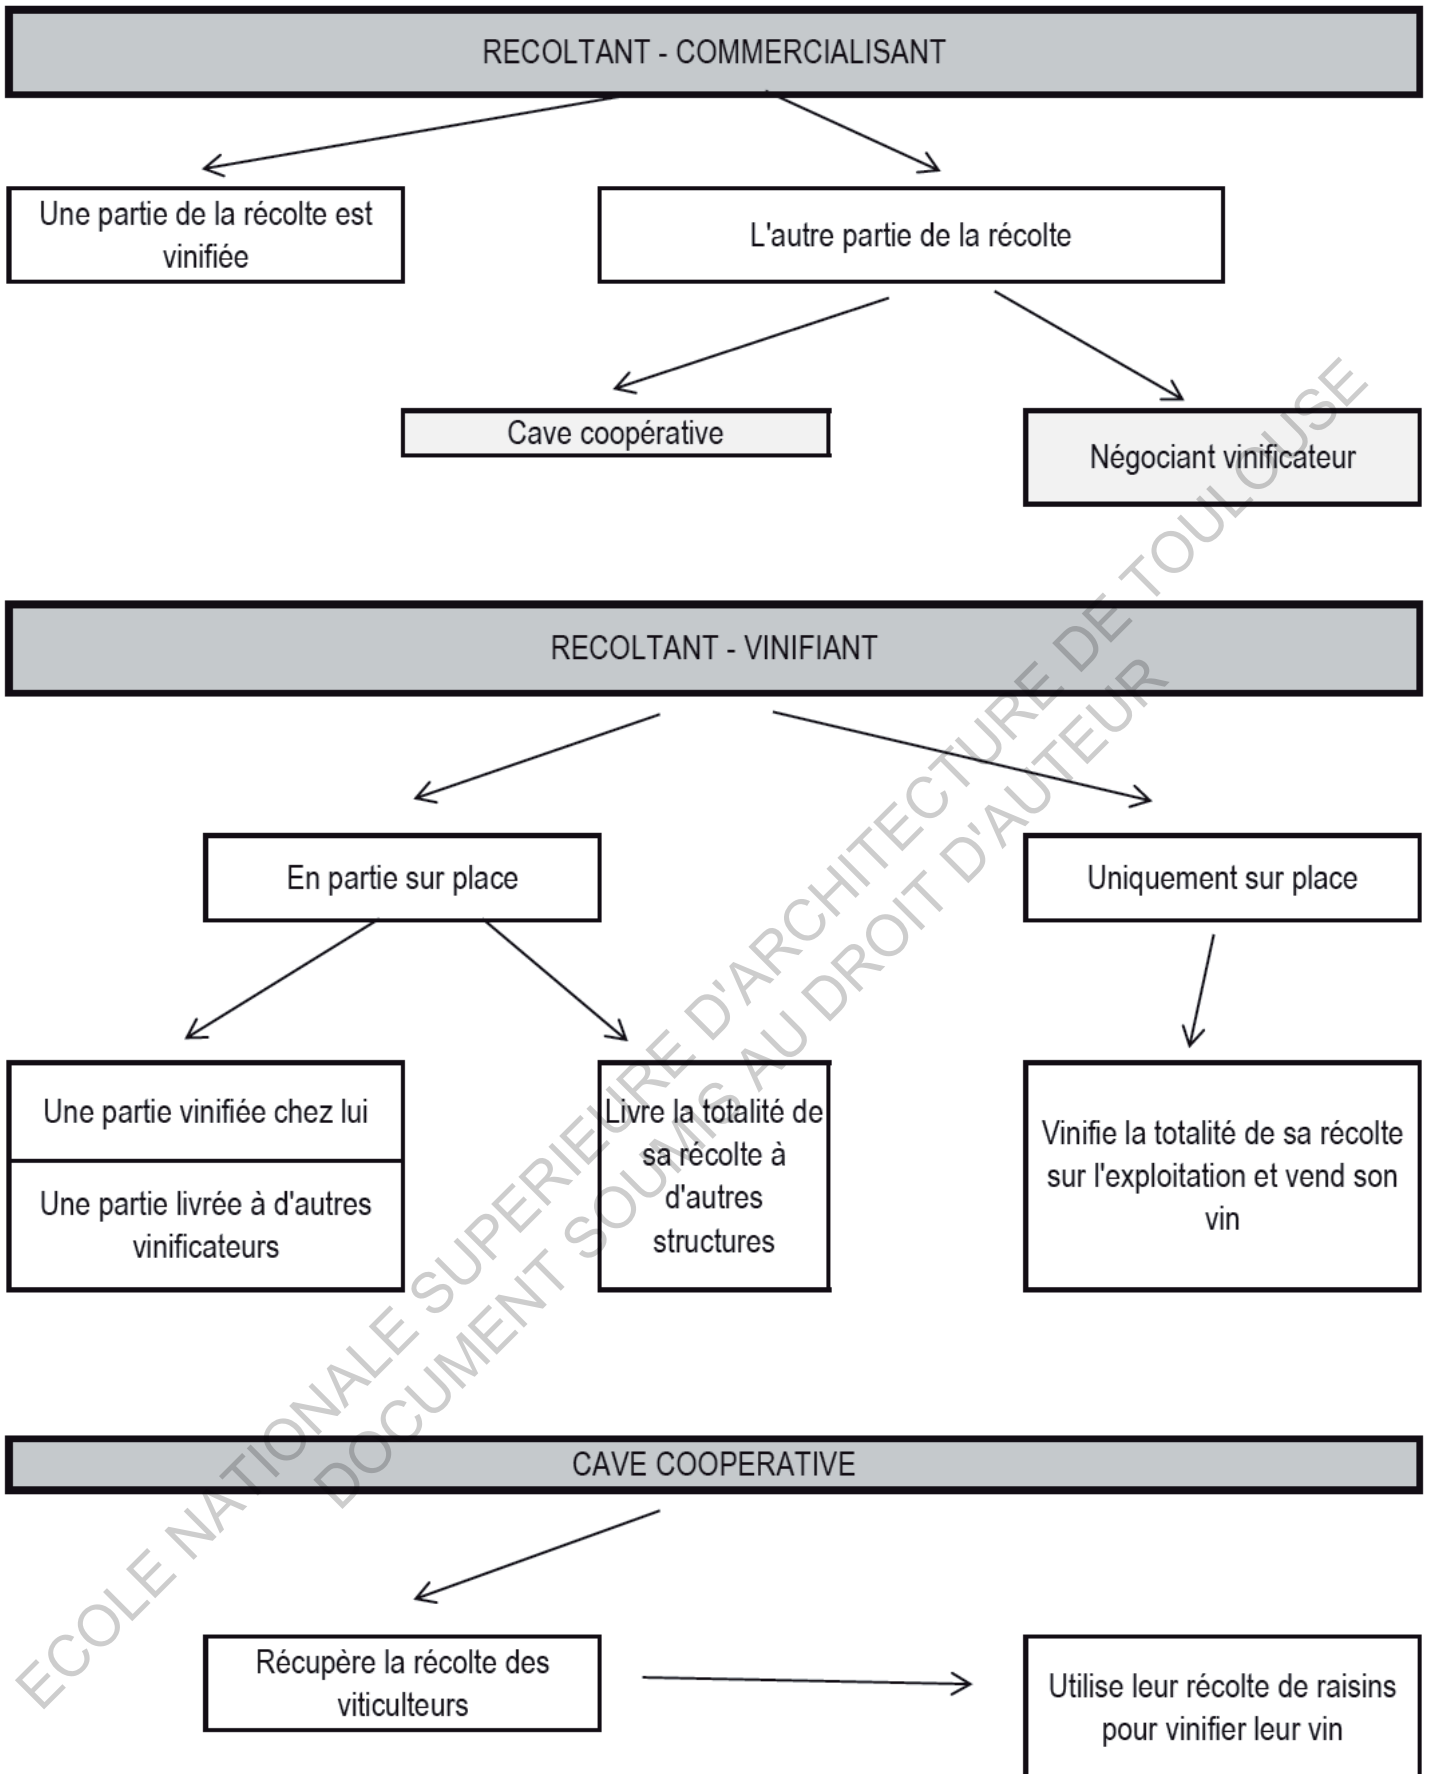 RECOLTANT - COMMERCIALISANT
Une partie de la récolte est
vinifiée
L'autre partie de la récolte
Cave coopérative
Négociant vinificateur
RECOLTANT - VINIFIANT
En partie sur place
Uniquement sur place
Une partie vinifiée chez lui
Une partie livrée à d'autres
vinificateurs
Livre la totalité de
sa récolte à
d'autres
structures
Vinifie la totalité de sa récolte
sur l'exploitation et vend son
vin
CAVE COOPERATIVE
Récupère la récolte des
viticulteurs
Utilise leur récolte de raisins
pour vinifier leur vin
ECOLE NATIONALE SUPERIEURE D'ARCHITECTURE DE TOULOUSE
DOCUMENT SOUMIS AU DROIT D'AUTEUR